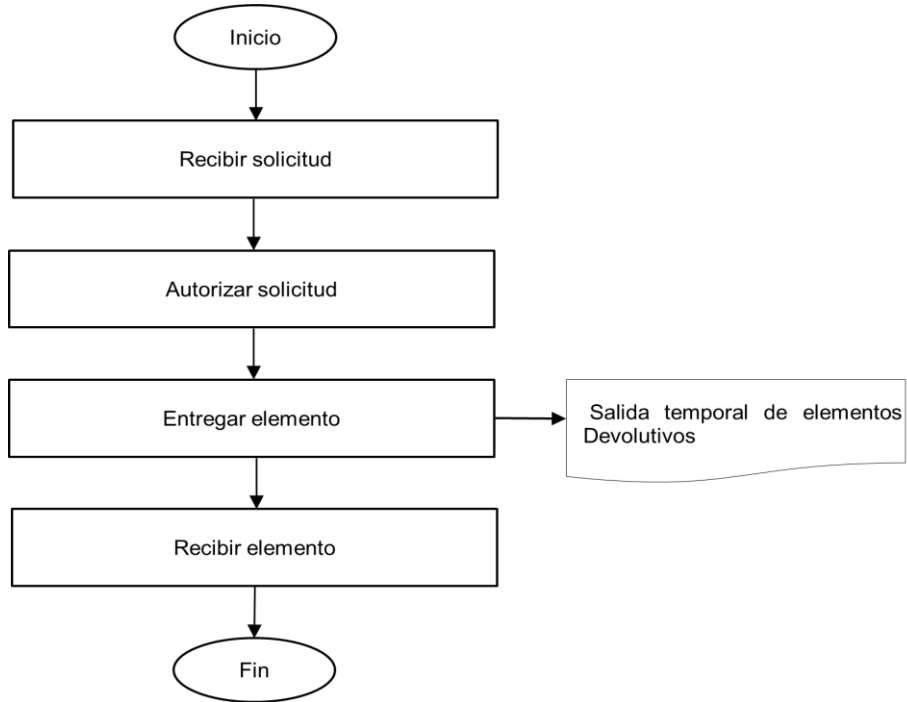 Inicio
Recibir solicitud
Autorizar solicitud
Entregar elemento
Salida temporal de elementos
Devolutivos
Recibir elemento
Fin